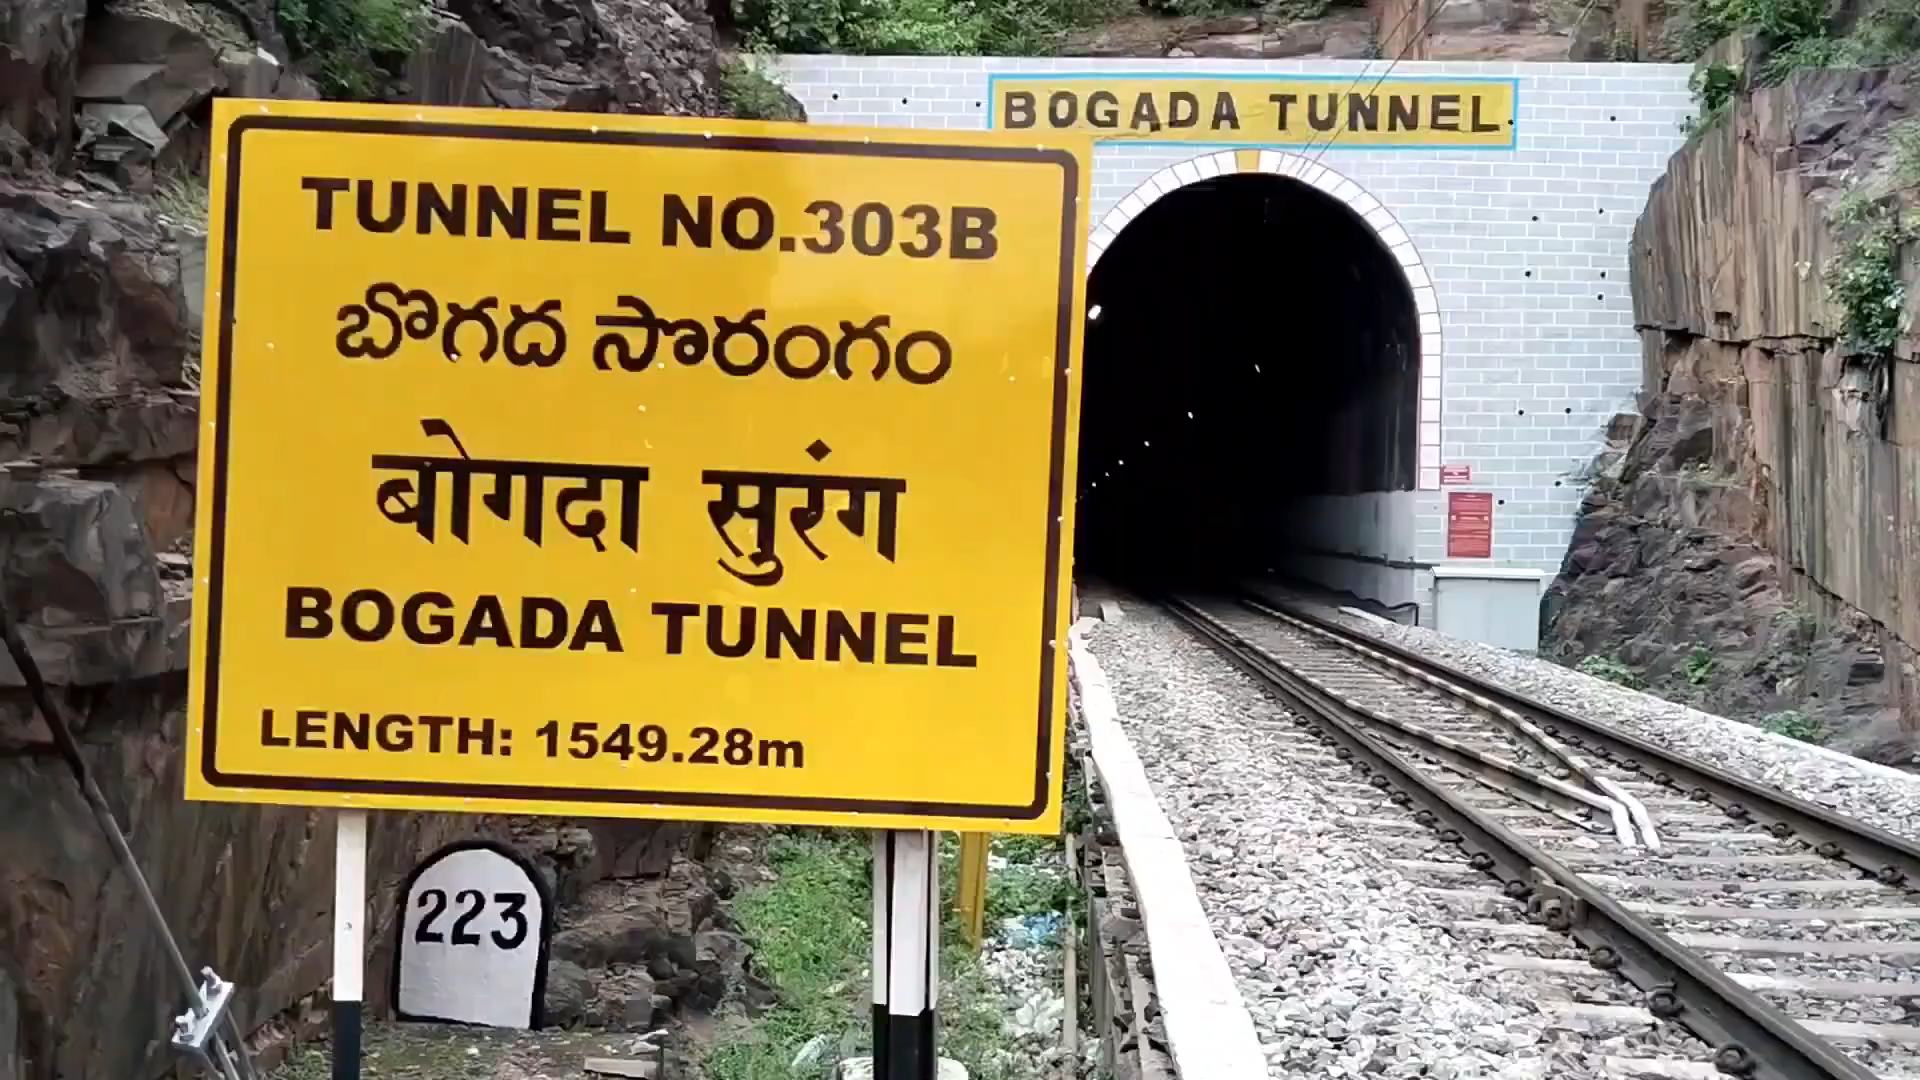 BOGADA TUNNEL
TUNNEL NO.303B
బొగద సొరంగం
बोगदा सुरंग
BOGADA TUNNEL
LENGTH: 1549.28m
223